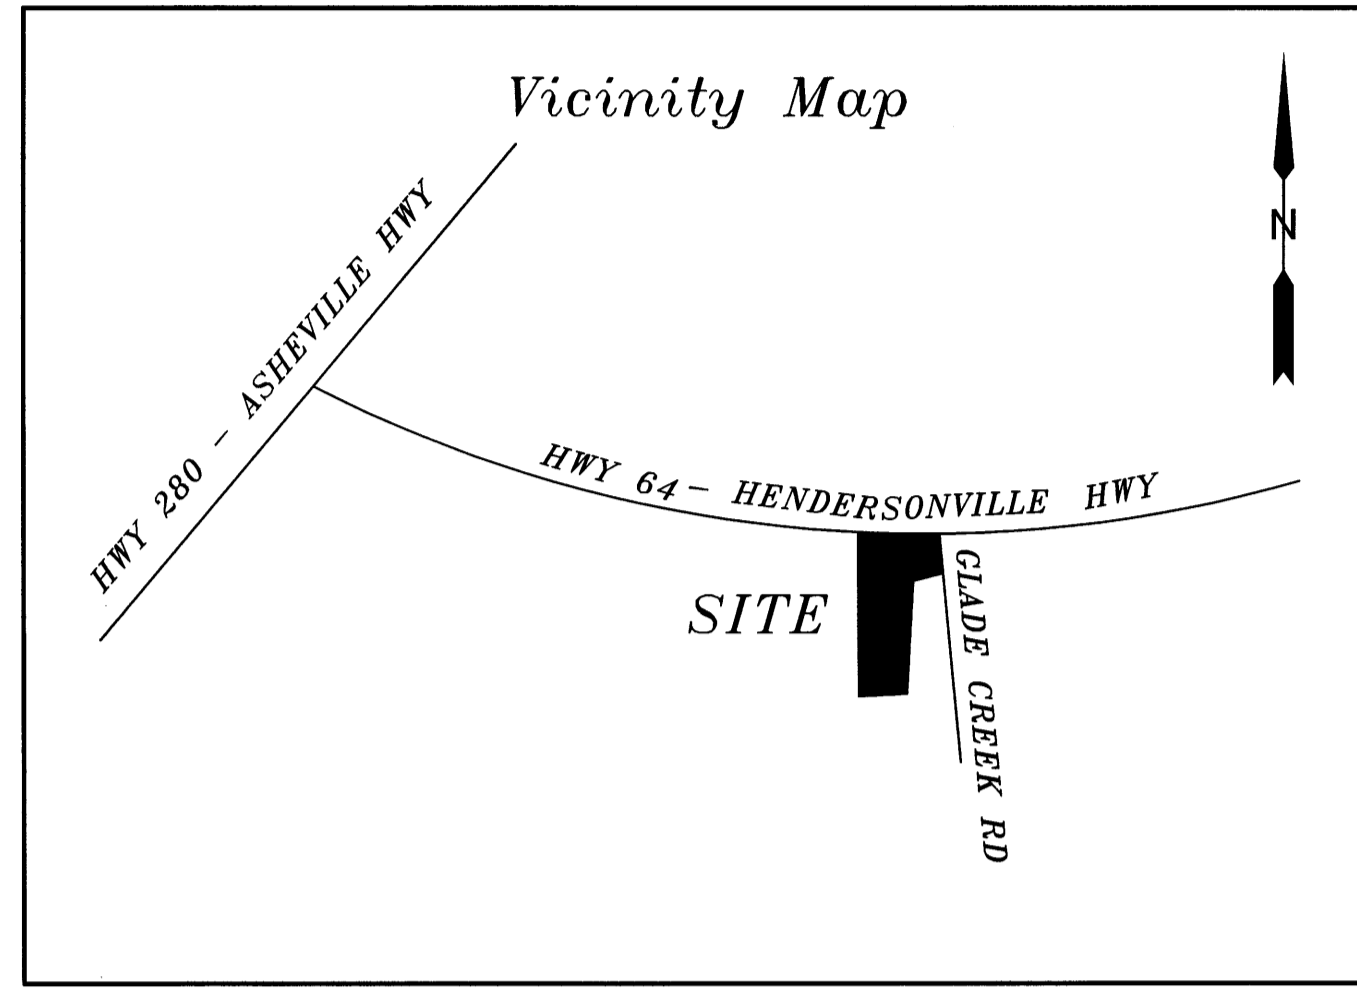 Vicinity Map
N
HWY 280 - ASHEVILLE HWY
HWY 64 - HENDERSONVILLE HWY
SITE
GLADE CREEK RD